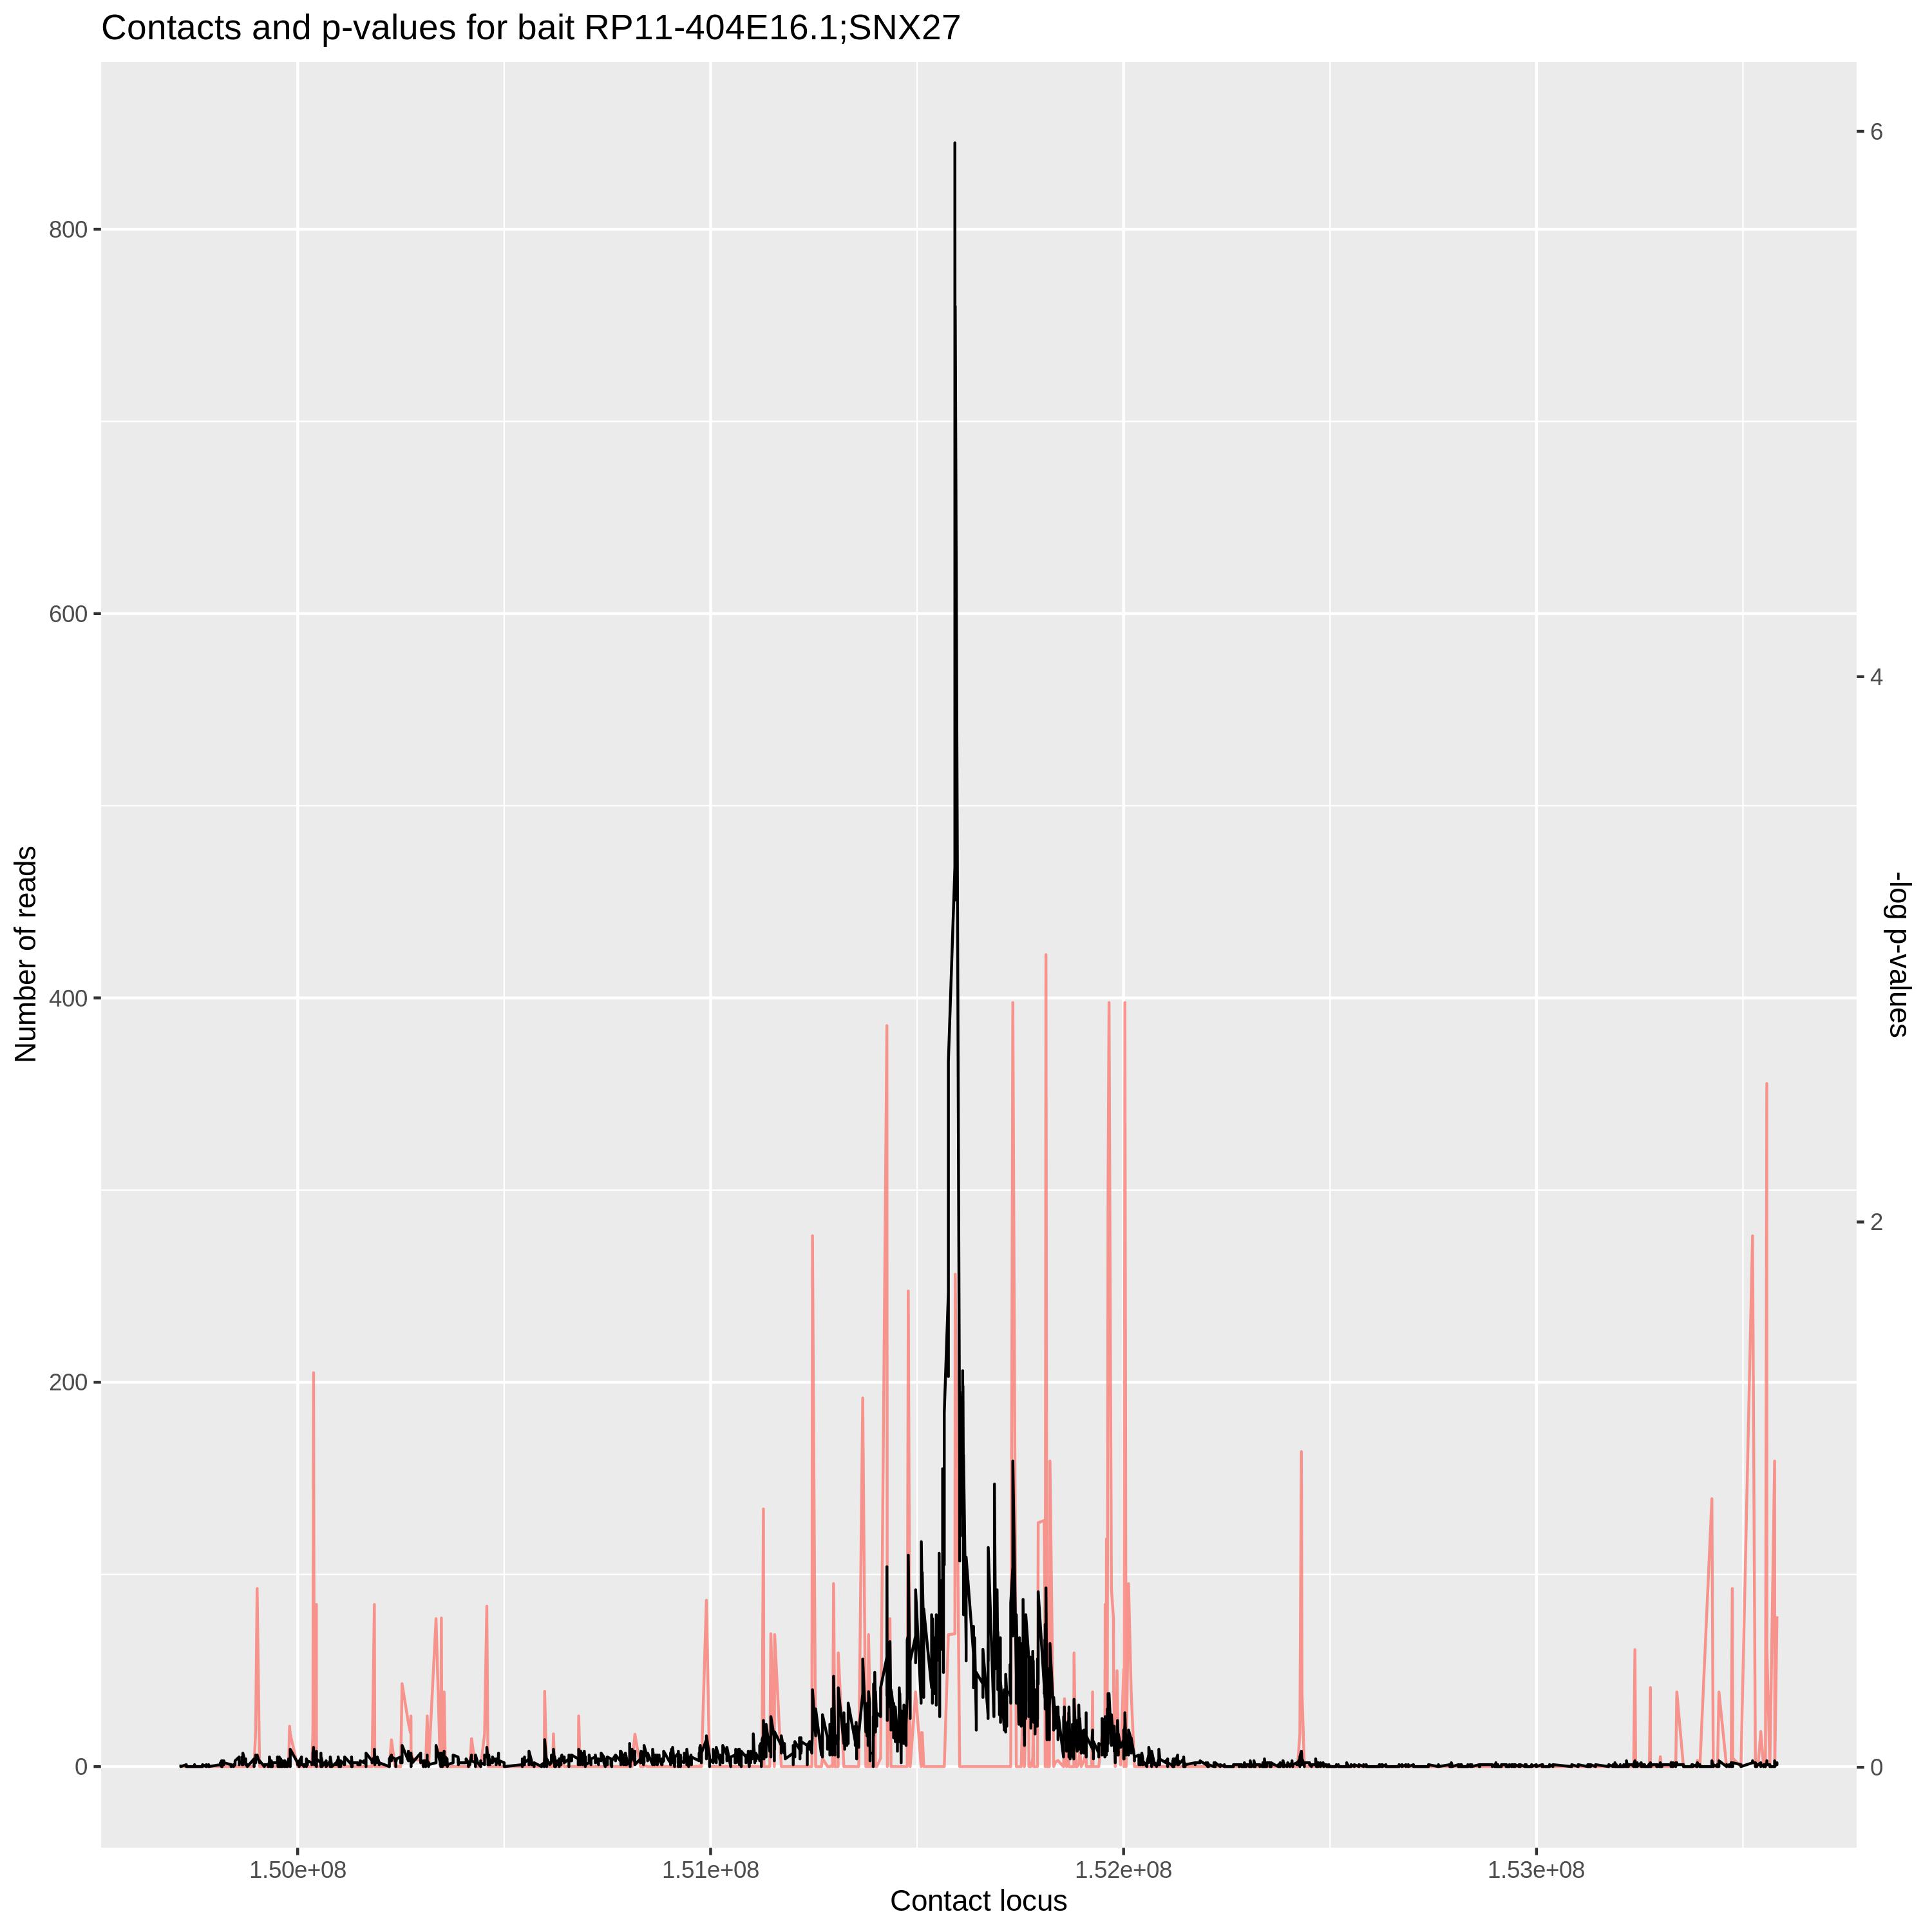 Contacts and p-values for bait RP11-404E16.1;SNX27
Number of reads
800
600
400
200
0
6
4
2
0
-log p-values
1.50e+08 1.51e+08 1.52e+08 1.53e+08
Contact locus